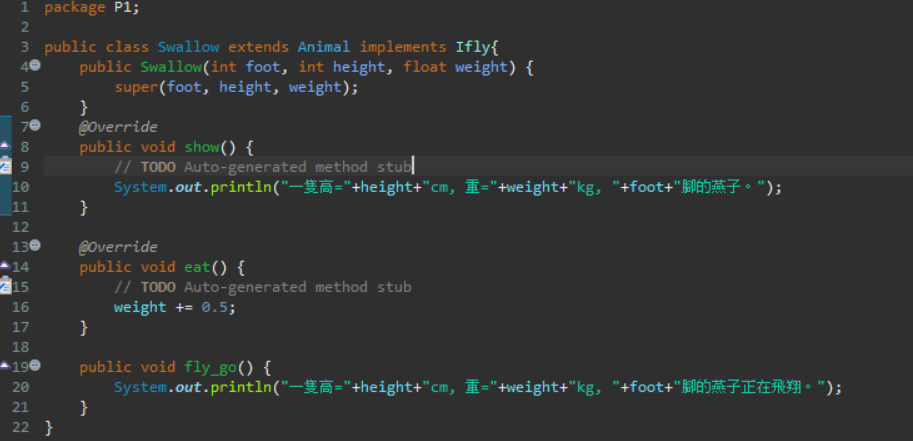 1 package P1;
2
3 public class Swallow extends Animal implements Ifly{
4 public Swallow(int foot, int height, float weight) {
5 super(foot, height, weight);
6 }
7 @Override
8 public void show() {
9 // TODO Auto-generated method stub
10 System.out.println("一隻高="+height+"cm, 重="+weight+"kg, "+foot+"腳的燕子。");
11 }
12
13 @Override
14 public void eat() {
15 // TODO Auto-generated method stub
16 weight += 0.5;
17 }
18
19 public void fly_go() {
20 System.out.println("一隻高="+height+"cm, 重="+weight+"kg, "+foot+"腳的燕子正在飛翔。");
21 }
22 }